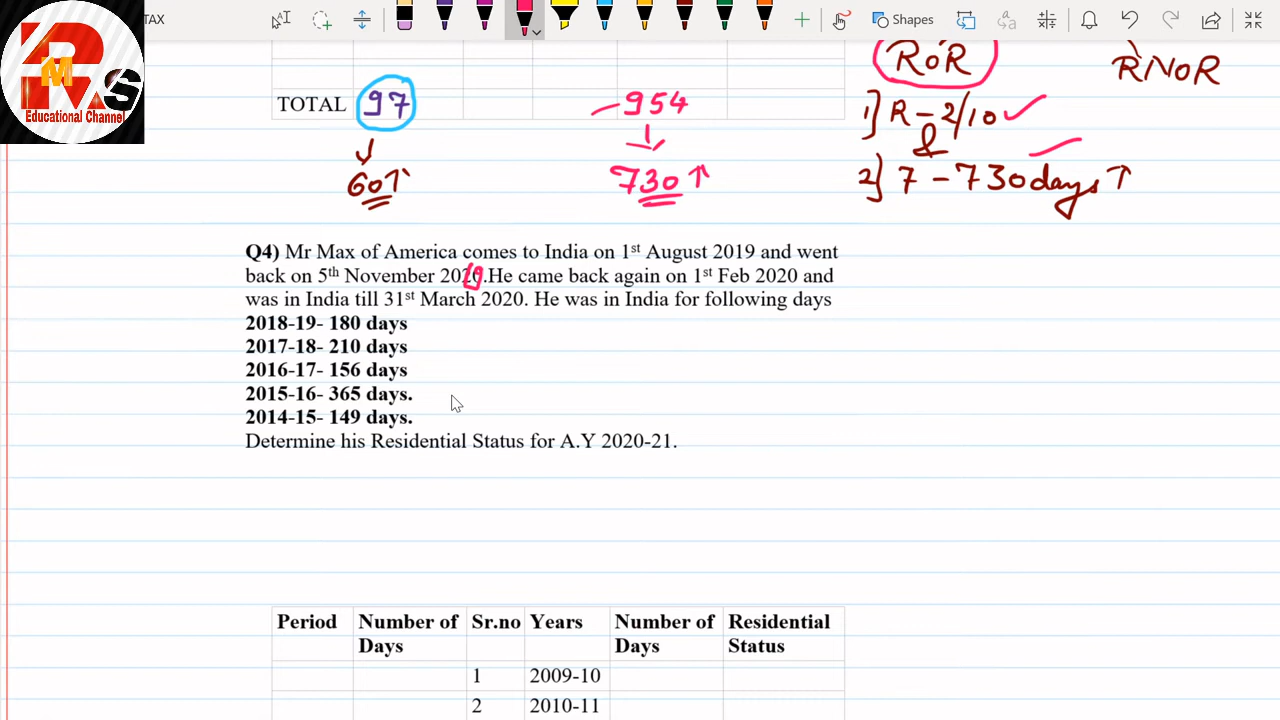 TAX
Shapes
R M S
Educational Channel
TOTAL 97
60↑
954
730↑
ROR
RNOR
1] R - 2/10 ✓
&
2] 7 - 730days ↑
Q4) Mr Max of America comes to India on 1st August 2019 and went
back on 5th November 2019.He came back again on 1st Feb 2020 and
was in India till 31st March 2020. He was in India for following days
2018-19- 180 days
2017-18- 210 days
2016-17- 156 days
2015-16- 365 days.
2014-15- 149 days.
Determine his Residential Status for A.Y 2020-21.
Period Number of Days Sr.no Years Number of Days Residential Status
1 2009-10
2 2010-11